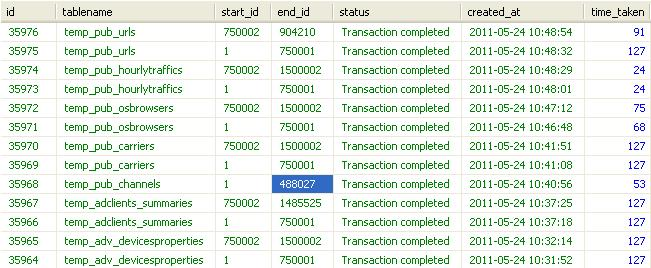 id tablename start_id end_id status created_at time_taken
35976 temp_pub_urls 750002 904210 Transaction completed 2011-05-24 10:48:54 91
35975 temp_pub_urls 1 750001 Transaction completed 2011-05-24 10:48:32 127
35974 temp_pub_hourlytraffics 750002 1500002 Transaction completed 2011-05-24 10:48:29 24
35973 temp_pub_hourlytraffics 1 750001 Transaction completed 2011-05-24 10:48:01 24
35972 temp_pub_osbrowsers 750002 1500002 Transaction completed 2011-05-24 10:47:12 75
35971 temp_pub_osbrowsers 1 750001 Transaction completed 2011-05-24 10:46:48 68
35970 temp_pub_carriers 750002 1500002 Transaction completed 2011-05-24 10:41:51 127
35969 temp_pub_carriers 1 750001 Transaction completed 2011-05-24 10:41:08 127
35968 temp_pub_channels 1 488027 Transaction completed 2011-05-24 10:40:56 53
35967 temp_adclients_summaries 750002 1485525 Transaction completed 2011-05-24 10:37:25 127
35966 temp_adclients_summaries 1 750001 Transaction completed 2011-05-24 10:37:18 127
35965 temp_adv_devicesproperties 750002 1500002 Transaction completed 2011-05-24 10:32:14 127
35964 temp_adv_devicesproperties 1 750001 Transaction completed 2011-05-24 10:31:52 127